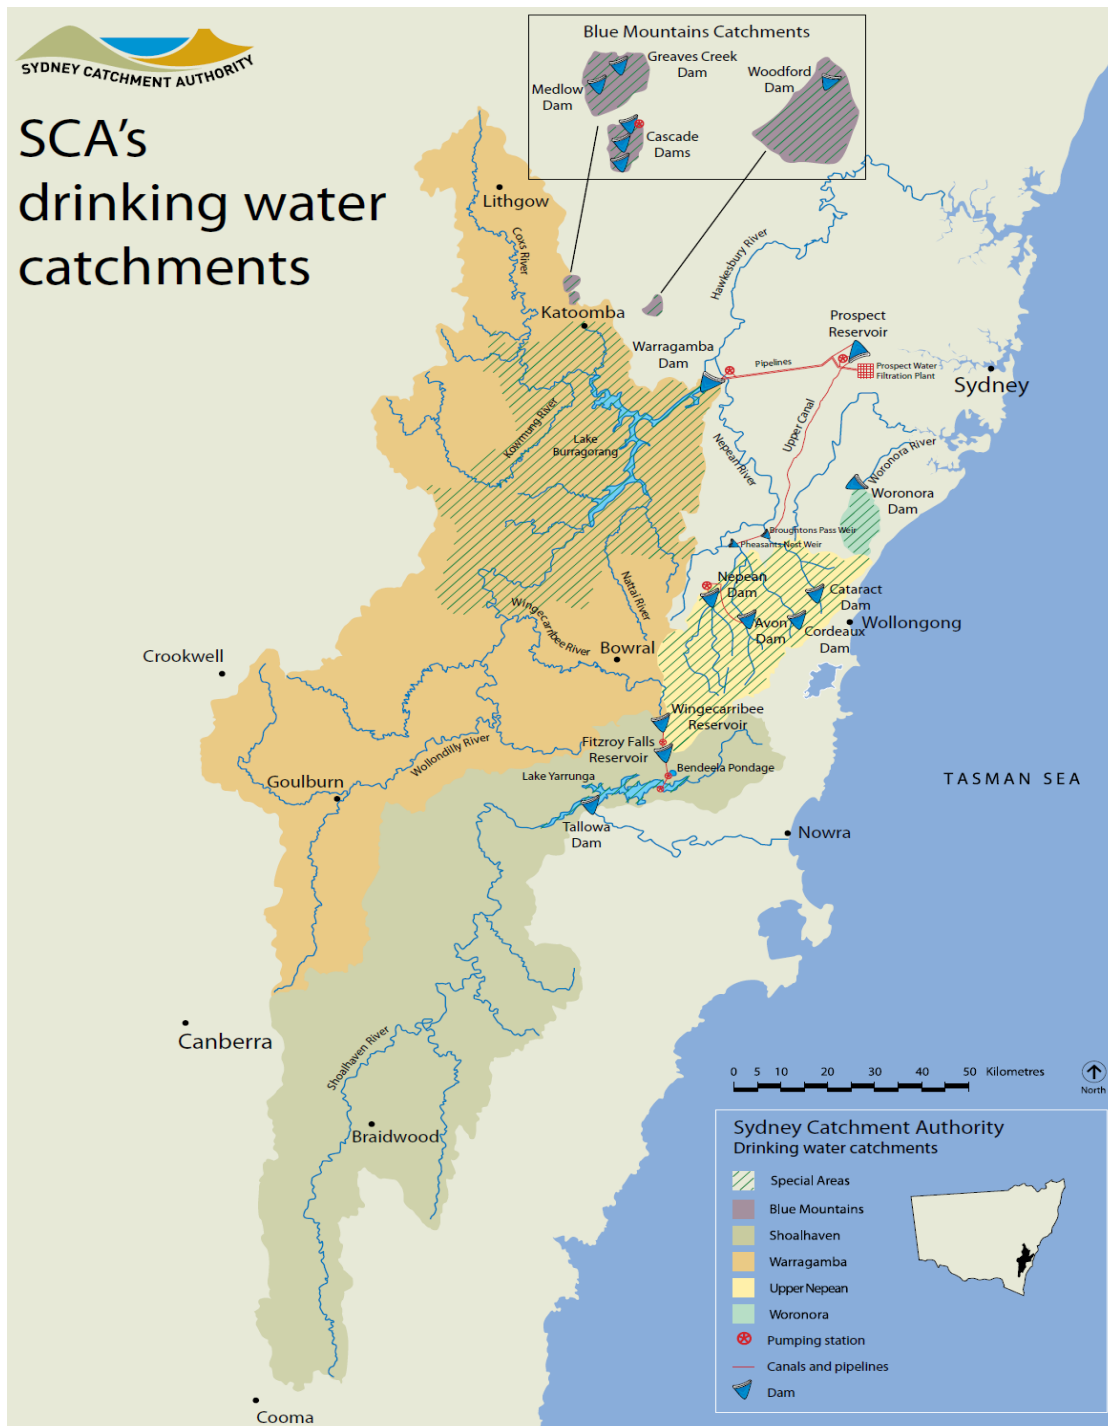 SYDNEY CATCHMENT AUTHORITY
SCA's
drinking water
catchments
Blue Mountains Catchments
Greaves Creek
Dam
Medlow
Dam
Woodford
Dam
Cascade
Dams
Lithgow
Coxs River
Hawkesbury River
Katoomba
Prospect
Reservoir
Warragamba
Dam
Pipelines
Prospect Water
Filtration Plant
Sydney
Upper Canal
Kowmung River
Lake
Burragorang
Nepean River
Woronora River
Woronora
Dam
Broughtons Pass Weir
Pheasants Nest Weir
Nepean
Dam
Cataract
Dam
Nattai River
Wingecarribee River
Avon
Dam
Cordeaux
Dam
Wollongong
Bowral
Crookwell
Wingecarribee
Reservoir
Wollondilly River
Fitzroy Falls
Reservoir
Bendeela Pondage
Lake Yarrunga
Goulburn
TASMAN SEA
Tallowa
Dam
Nowra
Canberra
Shoalhaven River
Braidwood
Cooma
0 5 10 20 30 40 50 Kilometres
North
Sydney Catchment Authority
Drinking water catchments
Special Areas
Blue Mountains
Shoalhaven
Warragamba
Upper Nepean
Woronora
Pumping station
Canals and pipelines
Dam